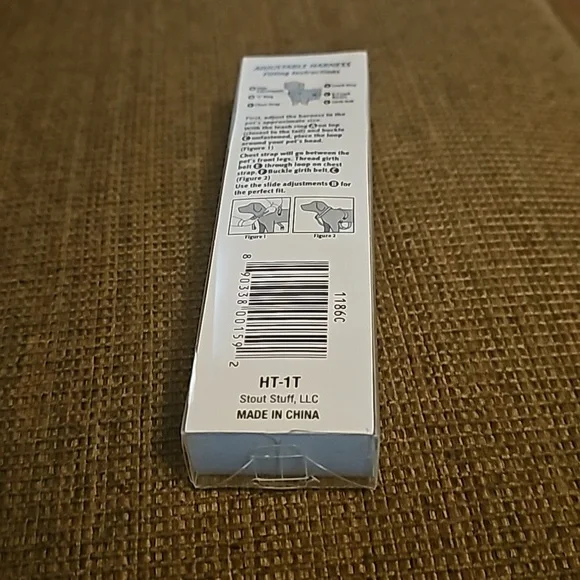 ADJUSTABLE HARNESS
Fitting Instructions
First, adjust the harness to the
pet's approximate size.
With the leash ring A on top
(closest to the tail) and buckle
unfastened, place the loop
around your pet's head.
(Figure 1)
Chest strap will go between the
pet's front legs. Thread girth
belt E through loop on chest
strap, F Buckle girth belt. C
(Figure 2)
Use the slide adjustments B for
the perfect fit.
Figure 1
Figure 2
8 90338 00159 2
1186C
HT-1T
Stout Stuff, LLC
MADE IN CHINA